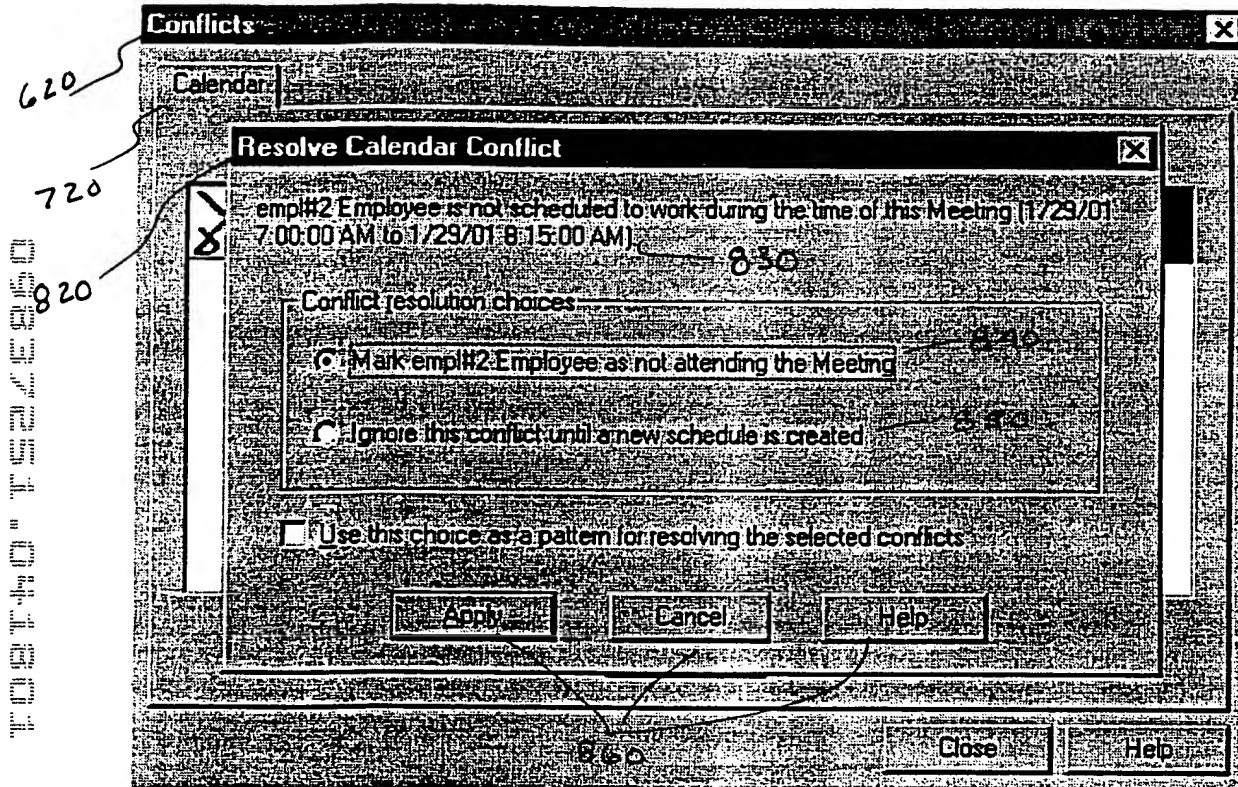 Conflicts
620
Calendar
720
Resolve Calendar Conflict
820
empl#2 Employee is not scheduled to work during the time of this Meeting (1/29/01
7:00:00 AM to 1/29/01 8:15:00 AM).
830
Conflict resolution choices
Mark empl#2 Employee as not attending the Meeting
840
Ignore this conflict until a new schedule is created
Use this choice as a pattern for resolving the selected conflicts
Apply
Cancel
Help
860
Close
Help